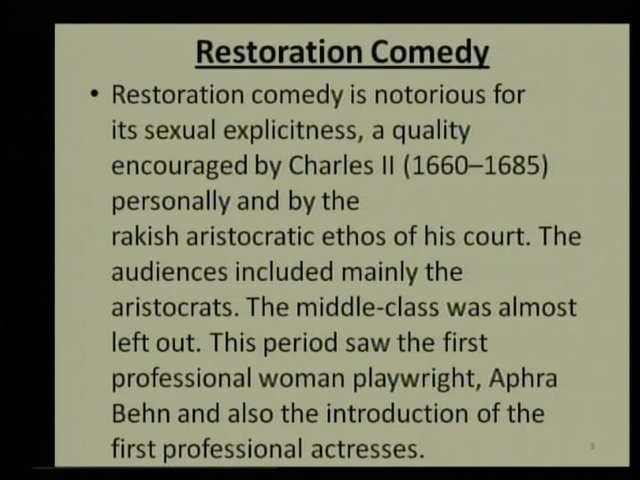 Restoration Comedy
• Restoration comedy is notorious for
its sexual explicitness, a quality
encouraged by Charles II (1660–1685)
personally and by the
rakish aristocratic ethos of his court. The
audiences included mainly the
aristocrats. The middle-class was almost
left out. This period saw the first
professional woman playwright, Aphra
Behn and also the introduction of the
first professional actresses.
3